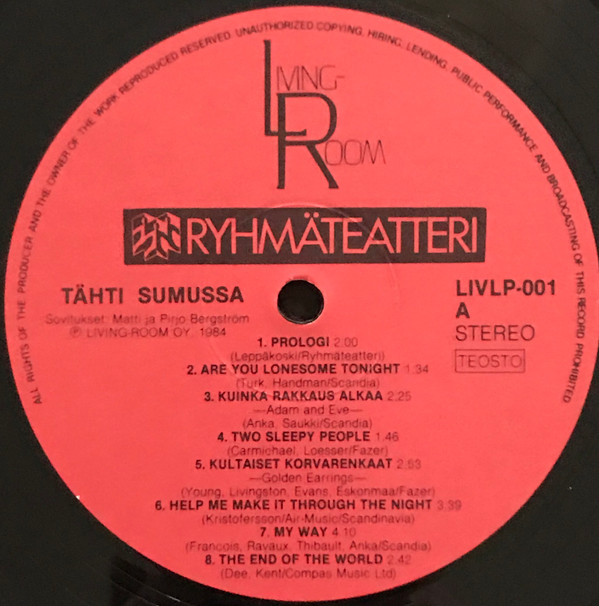 ALL RIGHTS OF THE PRODUCER AND THE OWNER OF THE WORK REPRODUCED RESERVED. UNAUTHORIZED COPYING, HIRING, LENDING, PUBLIC PERFORMANCE AND BROADCASTING OF THIS RECORD PROHIBITED
LIVING-
ROOM
RYHMÄTEATTERI
TÄHTI SUMUSSA
Sovitukset: Matti ja Pirjo Bergström
Ⓟ LIVING-ROOM OY, 1984
LIVLP-001
A
STEREO
TEOSTO
1. PROLOGI 2.00
(Leppäkoski/Ryhmäteatteri)
2. ARE YOU LONESOME TONIGHT 1.34
(Turk, Handman/Scandia)
3. KUINKA RAKKAUS ALKAA 2.25
—Adam and Eve—
(Anka, Saukki/Scandia)
4. TWO SLEEPY PEOPLE 1.46
(Carmichael, Loesser/Fazer)
5. KULTAISET KORVARENKAAT 2.53
—Golden Earrings—
(Young, Livingston, Evans, Eskonmaa/Fazer)
6. HELP ME MAKE IT THROUGH THE NIGHT 3.39
(Kristofersson/Air-Music/Scandinavia)
7. MY WAY 4.10
(Francois, Ravaux, Thibault, Anka/Scandia)
8. THE END OF THE WORLD 2.42
(Dee, Kent/Compas Music Ltd)